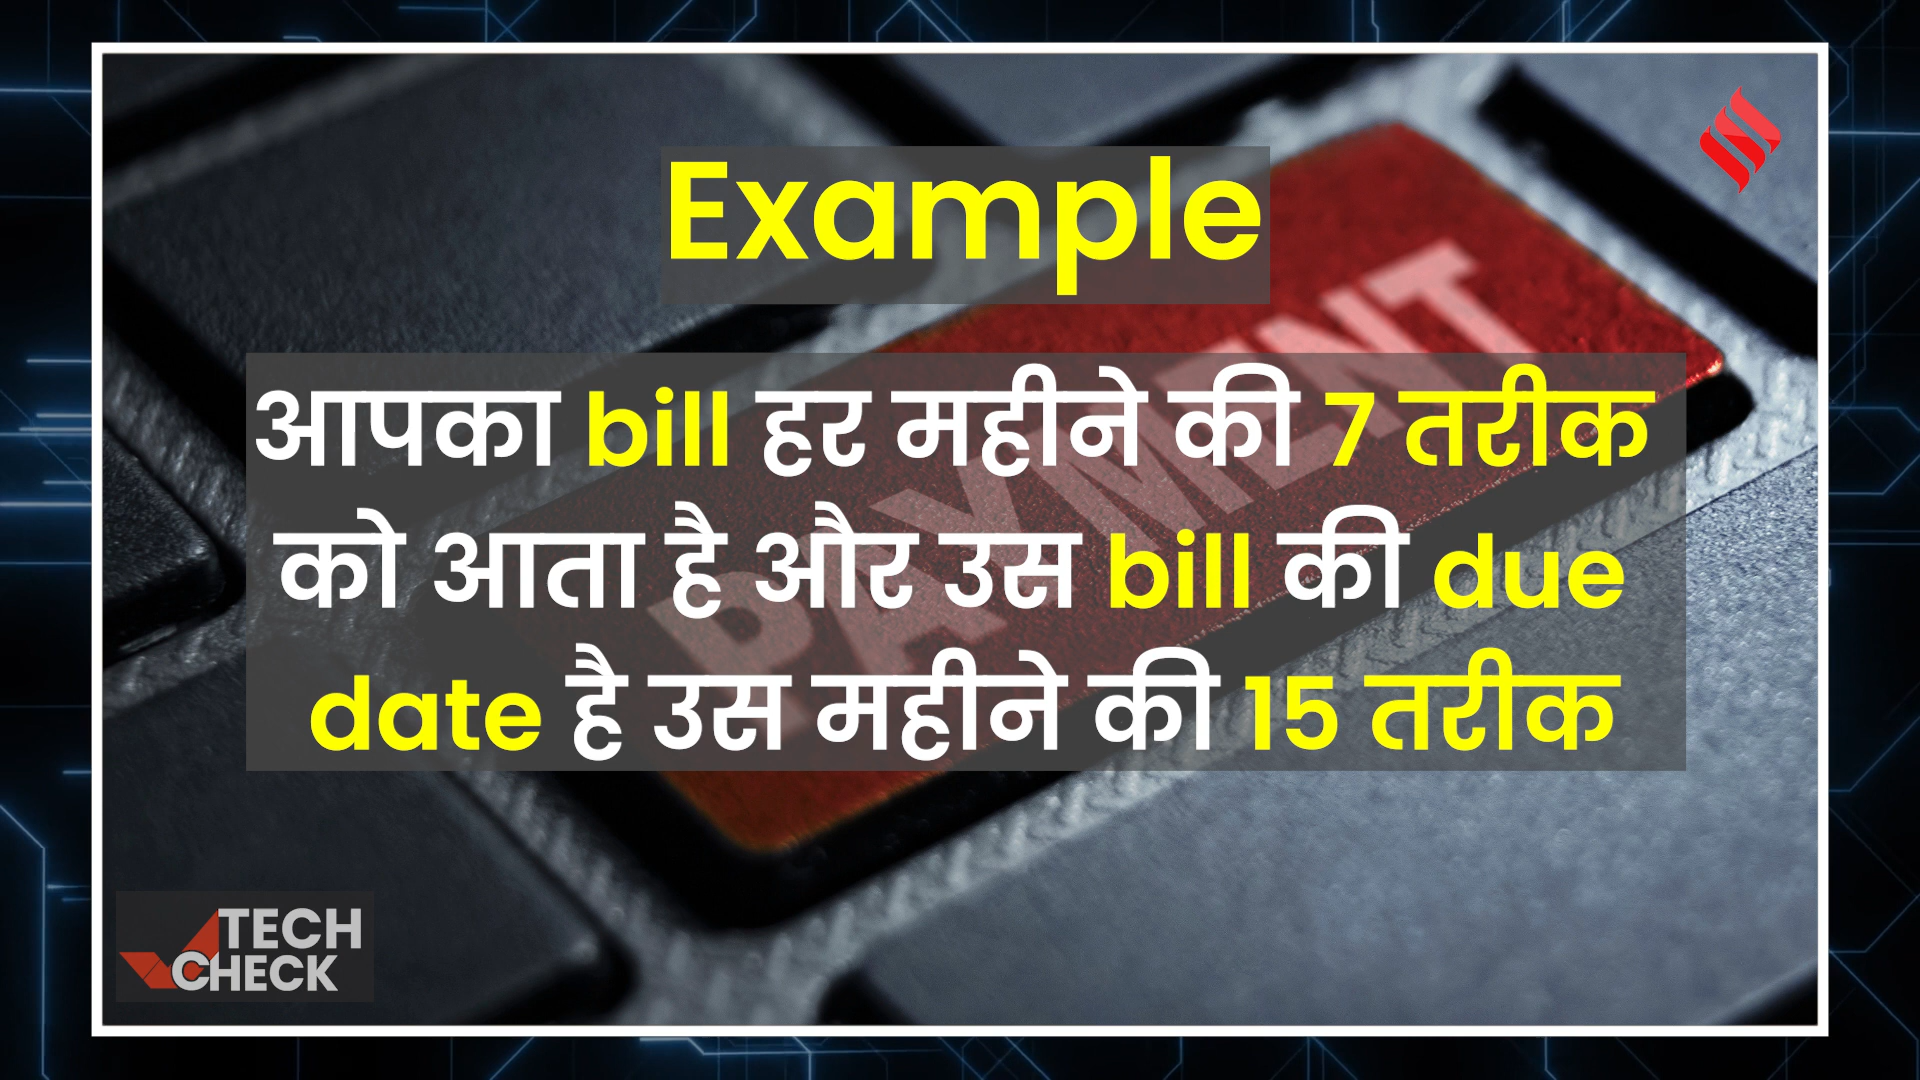 Example
आपका bill हर महीने की 7 तरीक
को आता है और उस bill की due
date है उस महीने की 15 तरीक
PAYMENT
TECH
CHECK